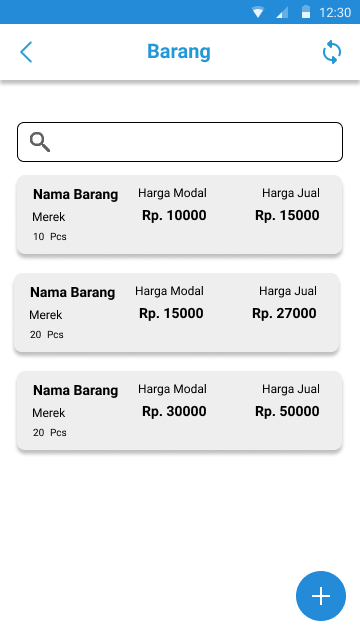 12:30
Barang
Nama Barang Harga Modal Harga Jual
Merek Rp. 10000 Rp. 15000
10 Pcs
Nama Barang Harga Modal Harga Jual
Merek Rp. 15000 Rp. 27000
20 Pcs
Nama Barang Harga Modal Harga Jual
Merek Rp. 30000 Rp. 50000
20 Pcs